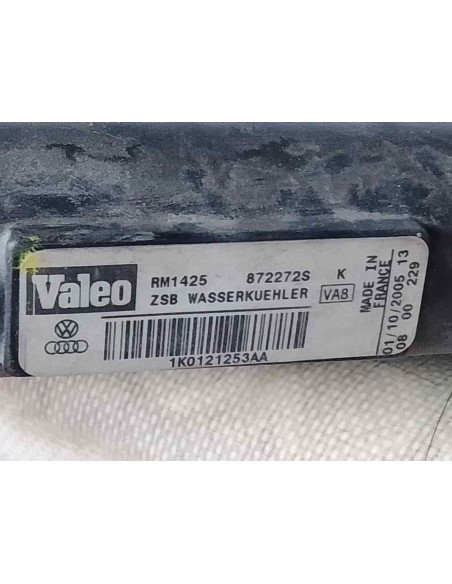 Valeo
RM1425 872272S K
ZSB WASSERKUEHLER VA8
1K0121253AA
MADE IN
FRANCE
01/10/2005 13
08 00 229